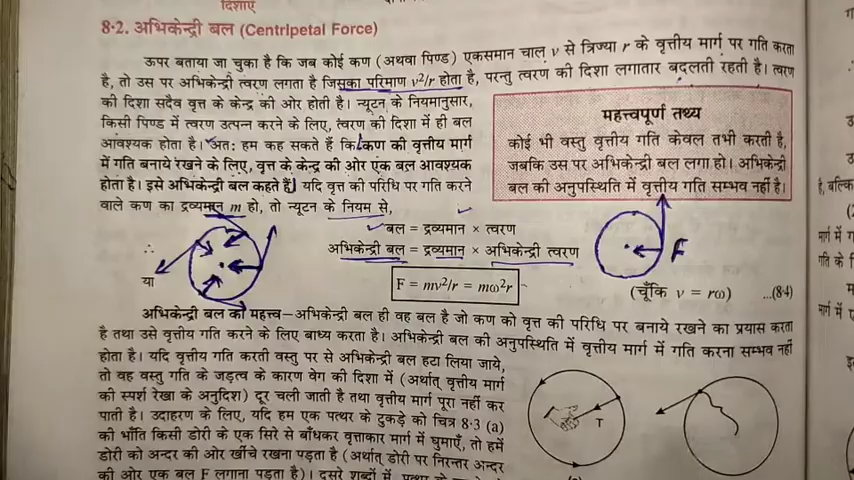 दिशाएँ
8·2. अभिकेन्द्री बल (Centripetal Force)
ऊपर बताया जा चुका है कि जब कोई कण (अथवा पिण्ड) एकसमान चाल v से त्रिज्या r के वृत्तीय मार्ग पर गति करता
है, तो उस पर अभिकेन्द्री त्वरण लगता है जिसका परिमाण v²/r होता है, परन्तु त्वरण की दिशा लगातार बदलती रहती है। त्वरण
की दिशा सदैव वृत्त के केन्द्र की ओर होती है। न्यूटन के नियमानुसार,
किसी पिण्ड में त्वरण उत्पन्न करने के लिए, त्वरण की दिशा में ही बल
आवश्यक होता है। अत: हम कह सकते हैं कि कण की वृत्तीय मार्ग
में गति बनाये रखने के लिए, वृत्त के केन्द्र की ओर एक बल आवश्यक
होता है। इसे अभिकेन्द्री बल कहते हैं। यदि वृत्त की परिधि पर गति करने
वाले कण का द्रव्यमान m हो, तो न्यूटन के नियम से,
महत्त्वपूर्ण तथ्य
कोई भी वस्तु वृत्तीय गति केवल तभी करती है,
जबकि उस पर अभिकेन्द्री बल लगा हो। अभिकेन्द्री
बल की अनुपस्थिति में वृत्तीय गति सम्भव नहीं है।
बल = द्रव्यमान × त्वरण
∴ अभिकेन्द्री बल = द्रव्यमान × अभिकेन्द्री त्वरण
F
या F = mv²/r = mω²r (चूँकि v = rω) ...(8·4)
अभिकेन्द्री बल का महत्त्व–अभिकेन्द्री बल ही वह बल है जो कण को वृत्त की परिधि पर बनाये रखने का प्रयास करता
है तथा उसे वृत्तीय गति करने के लिए बाध्य करता है। अभिकेन्द्री बल की अनुपस्थिति में वृत्तीय मार्ग में गति करना सम्भव नहीं
होता है। यदि वृत्तीय गति करती वस्तु पर से अभिकेन्द्री बल हटा लिया जाये,
तो वह वस्तु गति के जड़त्व के कारण वेग की दिशा में (अर्थात् वृत्तीय मार्ग
की स्पर्श रेखा के अनुदिश) दूर चली जाती है तथा वृत्तीय मार्ग पूरा नहीं कर
पाती है। उदाहरण के लिए, यदि हम एक पत्थर के टुकड़े को चित्र 8·3 (a)
की भाँति किसी डोरी के एक सिरे से बाँधकर वृत्ताकार मार्ग में घुमाएँ, तो हमें
डोरी को अन्दर की ओर खींचे रखना पड़ता है (अर्थात् डोरी पर निरन्तर अन्दर
की ओर एक बल F लगाना पड़ता है)। दूसरे शब्दों में,
T
है, बल्कि
मार्ग में
गति के